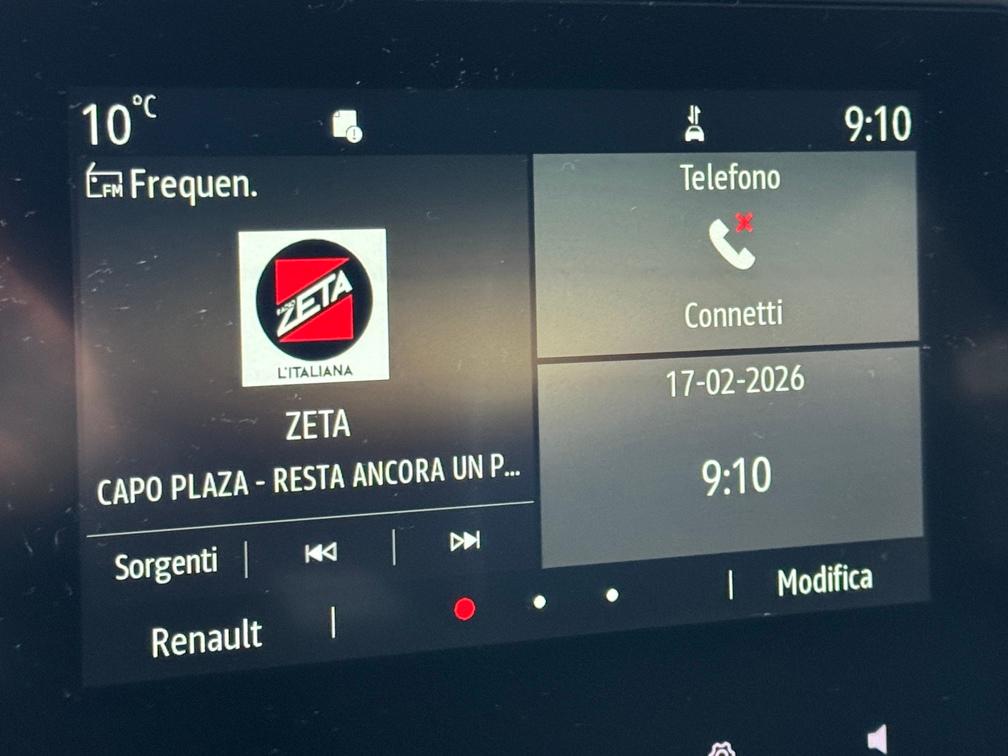 10°C
9:10
FM Frequen.
RADIO
ZETA
L'ITALIANA
ZETA
CAPO PLAZA - RESTA ANCORA UN P...
Sorgenti
Telefono
Connetti
17-02-2026
9:10
Renault
Modifica